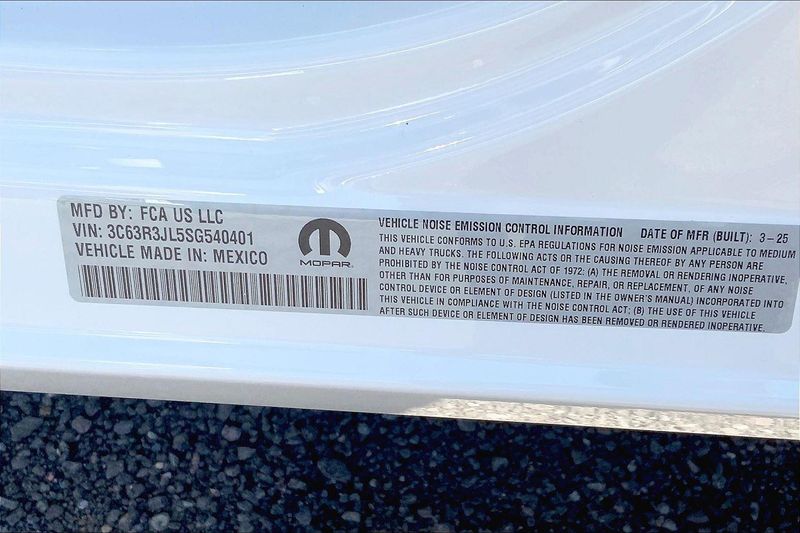 MFD BY: FCA US LLC
VIN: 3C63R3JL5SG540401
VEHICLE MADE IN: MEXICO
MOPAR
VEHICLE NOISE EMISSION CONTROL INFORMATION DATE OF MFR (BUILT): 3-25
THIS VEHICLE CONFORMS TO U.S. EPA REGULATIONS FOR NOISE EMISSION APPLICABLE TO MEDIUM
AND HEAVY TRUCKS. THE FOLLOWING ACTS OR THE CAUSING THEREOF BY ANY PERSON ARE
PROHIBITED BY THE NOISE CONTROL ACT OF 1972: (A) THE REMOVAL OR RENDERING INOPERATIVE,
OTHER THAN FOR PURPOSES OF MAINTENANCE, REPAIR, OR REPLACEMENT, OF ANY NOISE
CONTROL DEVICE OR ELEMENT OF DESIGN (LISTED IN THE OWNER'S MANUAL) INCORPORATED INTO
THIS VEHICLE IN COMPLIANCE WITH THE NOISE CONTROL ACT; (B) THE USE OF THIS VEHICLE
AFTER SUCH DEVICE OR ELEMENT OF DESIGN HAS BEEN REMOVED OR RENDERED INOPERATIVE.